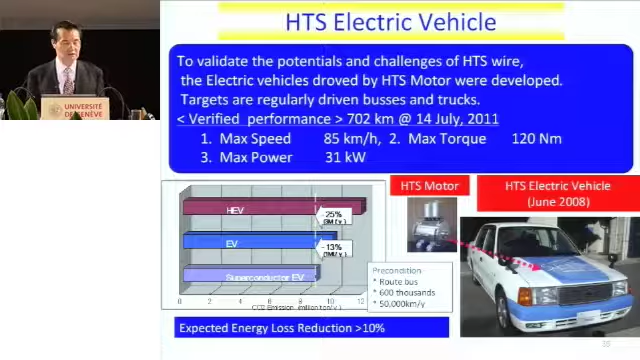 HTS Electric Vehicle
To validate the potentials and challenges of HTS wire,
the Electric vehicles droved by HTS Motor were developed.
Targets are regularly driven busses and trucks.
< Verified performance > 702 km @ 14 July, 2011
1. Max Speed 85 km/h, 2. Max Torque 120 Nm
3. Max Power 31 kW
UNIVERSITÉ
DE GENÈVE
HTS Motor
HTS Electric Vehicle
(June 2008)
HEV
-25%
EV
-13%
Superconductor EV
0 2 4 6 8 10 12
CO2 Emission (million ton/y)
Precondition
• Route bus
• 600 thousands
• 50,000km/y
Expected Energy Loss Reduction >10%